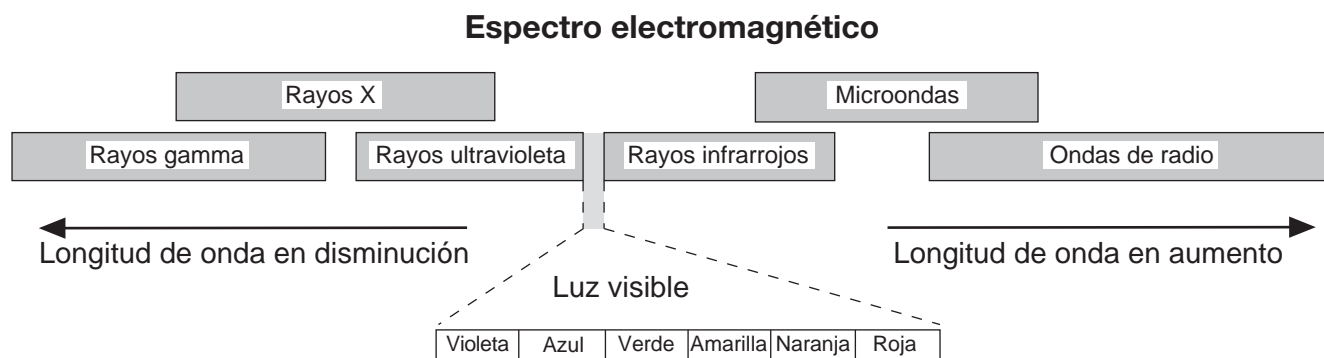 Espectro electromagnético
Rayos X
Microondas
Rayos gamma
Rayos ultravioleta
Rayos infrarrojos
Ondas de radio
Longitud de onda en disminución
Longitud de onda en aumento
Luz visible
Violeta
Azul
Verde
Amarilla
Naranja
Roja